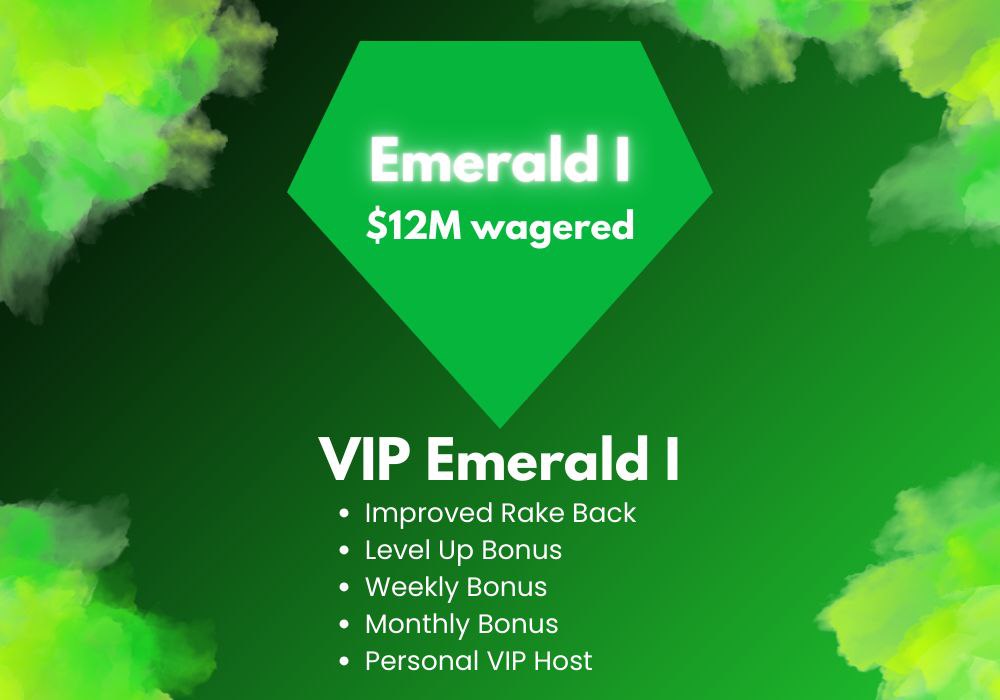 Emerald I
$12M wagered
VIP Emerald I
• Improved Rake Back
• Level Up Bonus
• Weekly Bonus
• Monthly Bonus
• Personal VIP Host